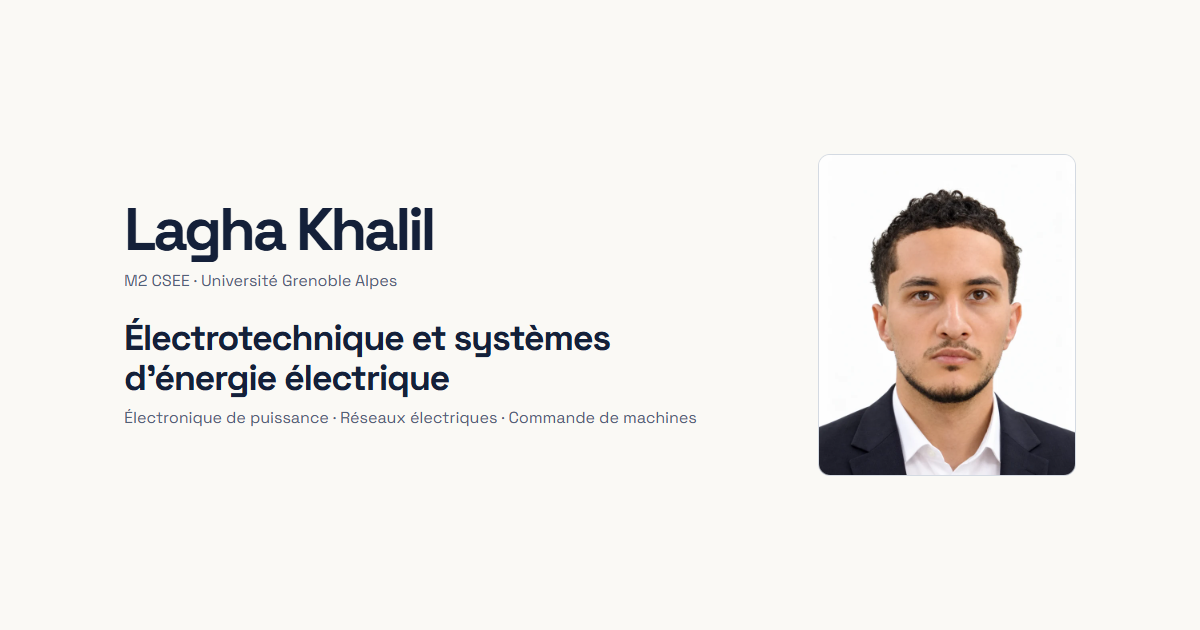 Lagha Khalil
M2 CSEE · Université Grenoble Alpes
Électrotechnique et systèmes
d’énergie électrique
Électronique de puissance · Réseaux électriques · Commande de machines